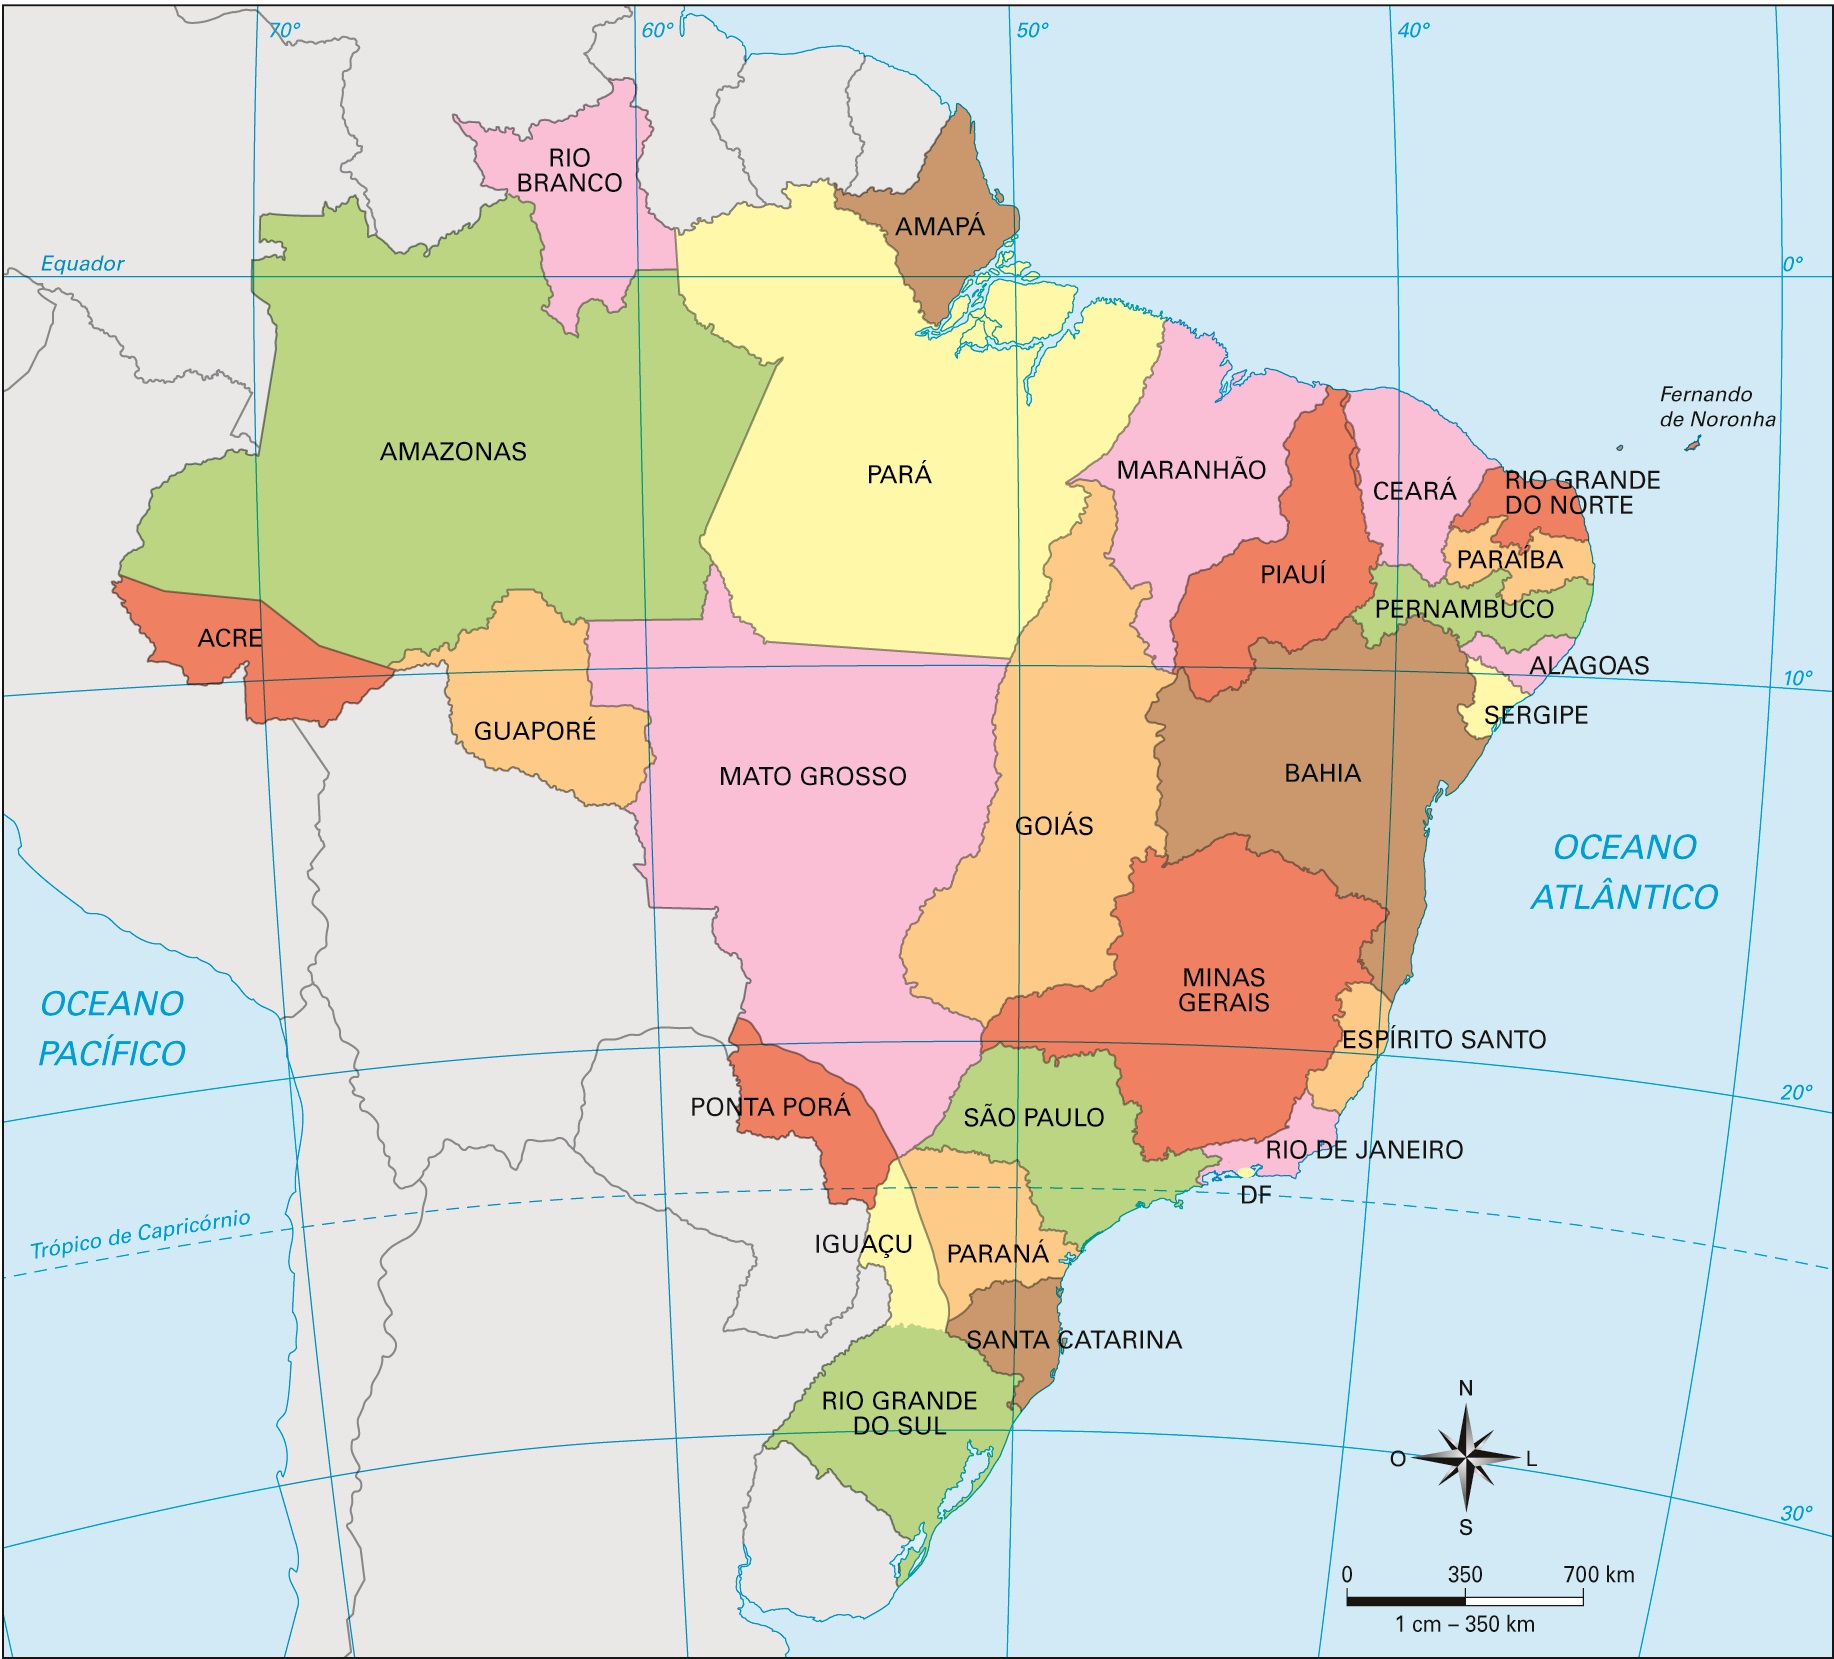 70°
60°
50°
40°
RIO
BRANCO
AMAPÁ
Equador
0°
Fernando
de Noronha
AMAZONAS
PARÁ
MARANHÃO
CEARÁ
RIO GRANDE
DO NORTE
PARAÍBA
PIAUÍ
PERNAMBUCO
ACRE
ALAGOAS
10°
GUAPORÉ
SERGIPE
MATO GROSSO
BAHIA
GOIÁS
OCEANO
ATLÂNTICO
MINAS
GERAIS
OCEANO
PACÍFICO
ESPÍRITO SANTO
20°
PONTA PORÁ
SÃO PAULO
RIO DE JANEIRO
DF
Trópico de Capricórnio
IGUAÇU
PARANÁ
SANTA CATARINA
RIO GRANDE
DO SUL
N
O
L
S
30°
0 350 700 km
1 cm – 350 km